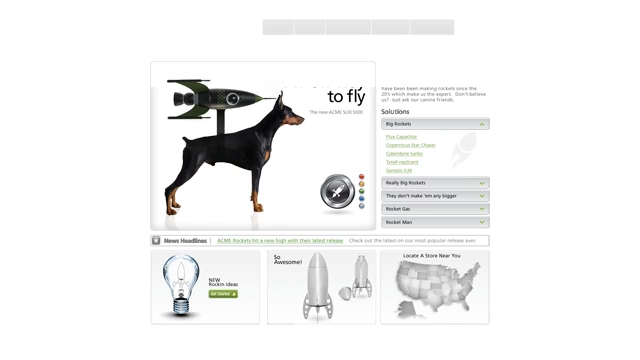 to fly
The new ACME SLIX 5000
have been been making rockets since the
20's which make us the expert. Don't believe
us? Just ask our canine friends.
Solutions
Big Rockets
Flux Capacitor
Copernicus Star Chaser
Cyberdyne turbo
Tyrell replicant
Genesis ILM
Really Big Rockets
They don't make 'em any bigger
Rocket Gas
Rocket Man
News Headlines
ACME Rockets hit a new high with their latest release
Check out the latest on our most popular release ever.
NEW
Rockin Ideas
Get Started
So
Awesome!
Locate A Store Near You